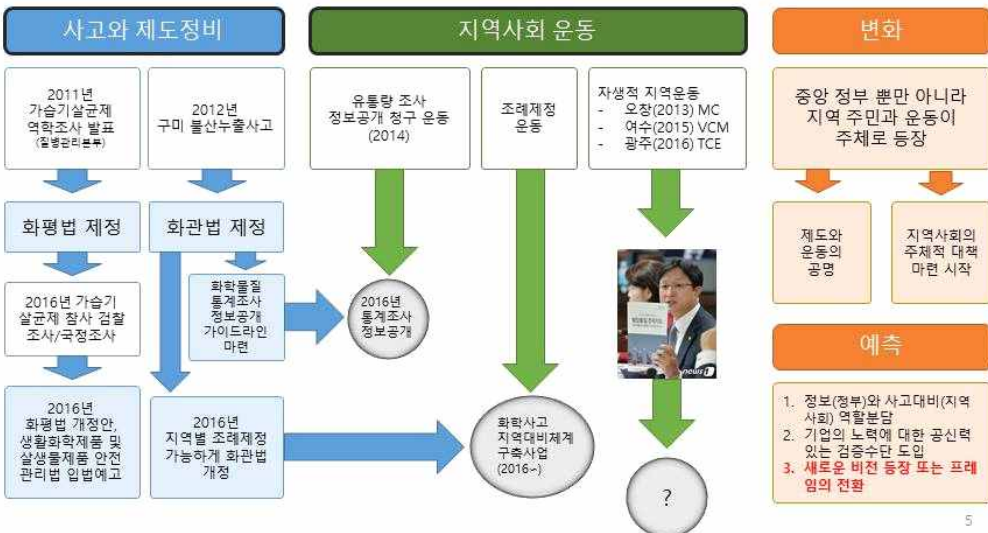 사고와 제도정비
지역사회 운동
변화
2011년
가습기살균제
역학조사 발표
(질병관리본부)
2012년
구미 불산누출사고
유통량 조사
정보공개 청구 운동
(2014)
조례제정
운동
자생적 지역운동
- 오창(2013) MC
- 여수(2015) VCM
- 광주(2016) TCE
중앙 정부 뿐만 아니라
지역 주민과 운동이
주체로 등장
화평법 제정
화관법 제정
제도와
운동의
공명
지역사회의
주체적 대책
마련 시작
2016년 가습기
살균제 참사 검찰
조사/국정조사
화학물질
통계조사
정보공개
가이드라인
마련
2016년
통계조사
정보공개
news1
예측
2016년
화평법 개정안,
생활화학제품 및
살생물제품 안전
관리법 입법예고
2016년
지역별 조례제정
가능하게 화관법
개정
화학사고
지역대비체계
구축사업
(2016~)
?
1. 정보(정부)와 사고대비(지역
사회) 역할분담
2. 기업의 노력에 대한 공신력
있는 검증수단 도입
3. 새로운 비전 등장 또는 프레
임의 전환
5